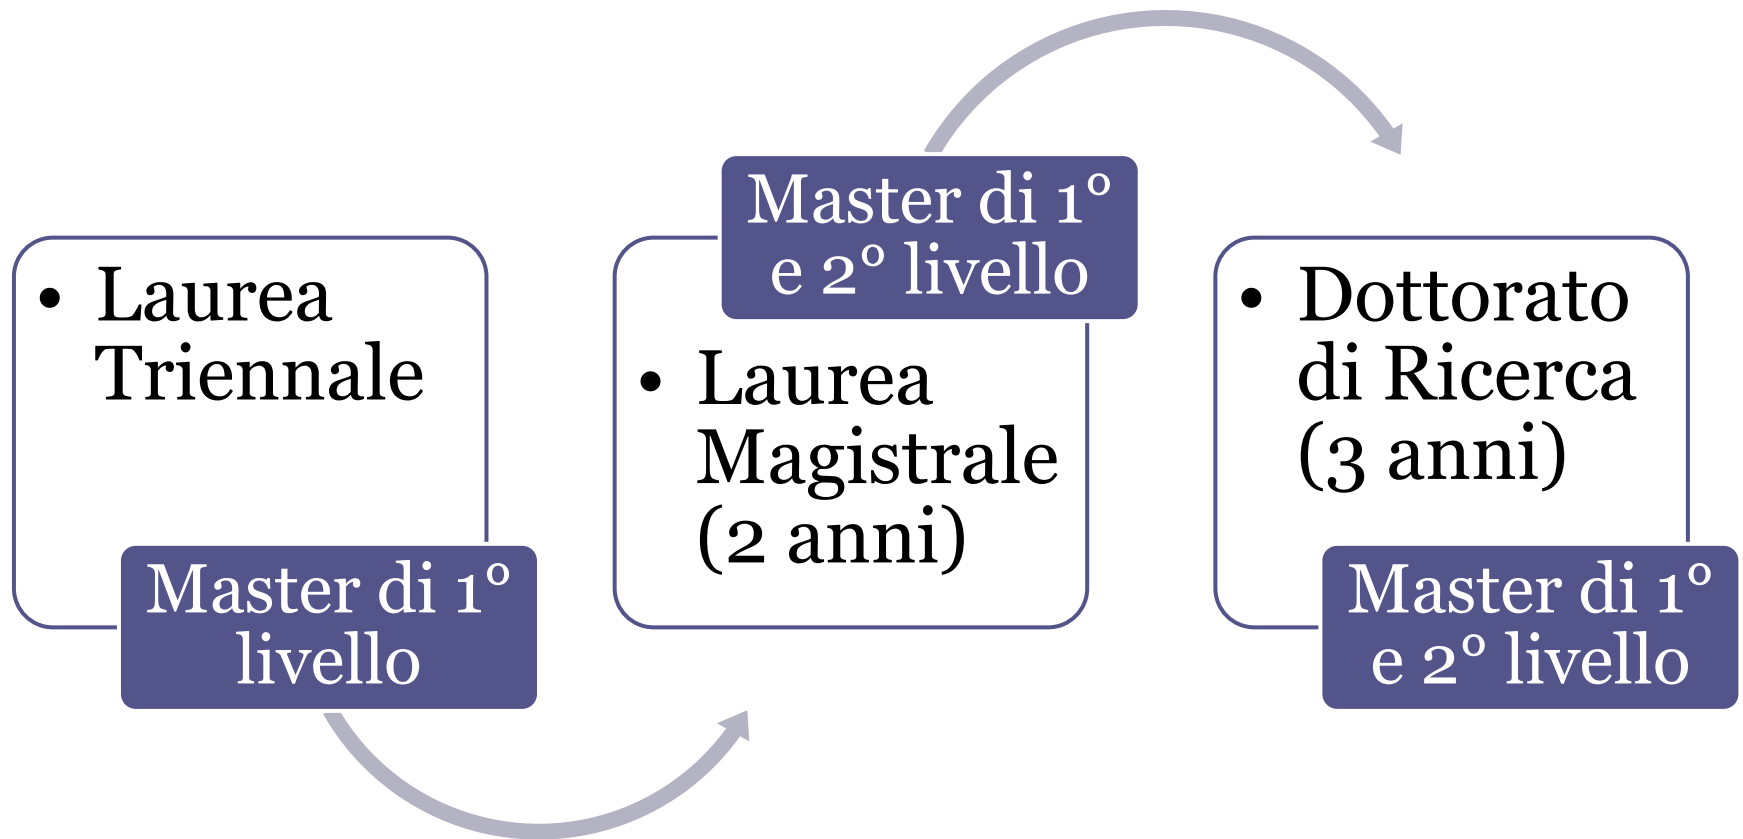 • Laurea
Triennale
Master di 1°
livello
Master di 1°
e 2° livello
• Laurea
Magistrale
(2 anni)
• Dottorato
di Ricerca
(3 anni)
Master di 1°
e 2° livello